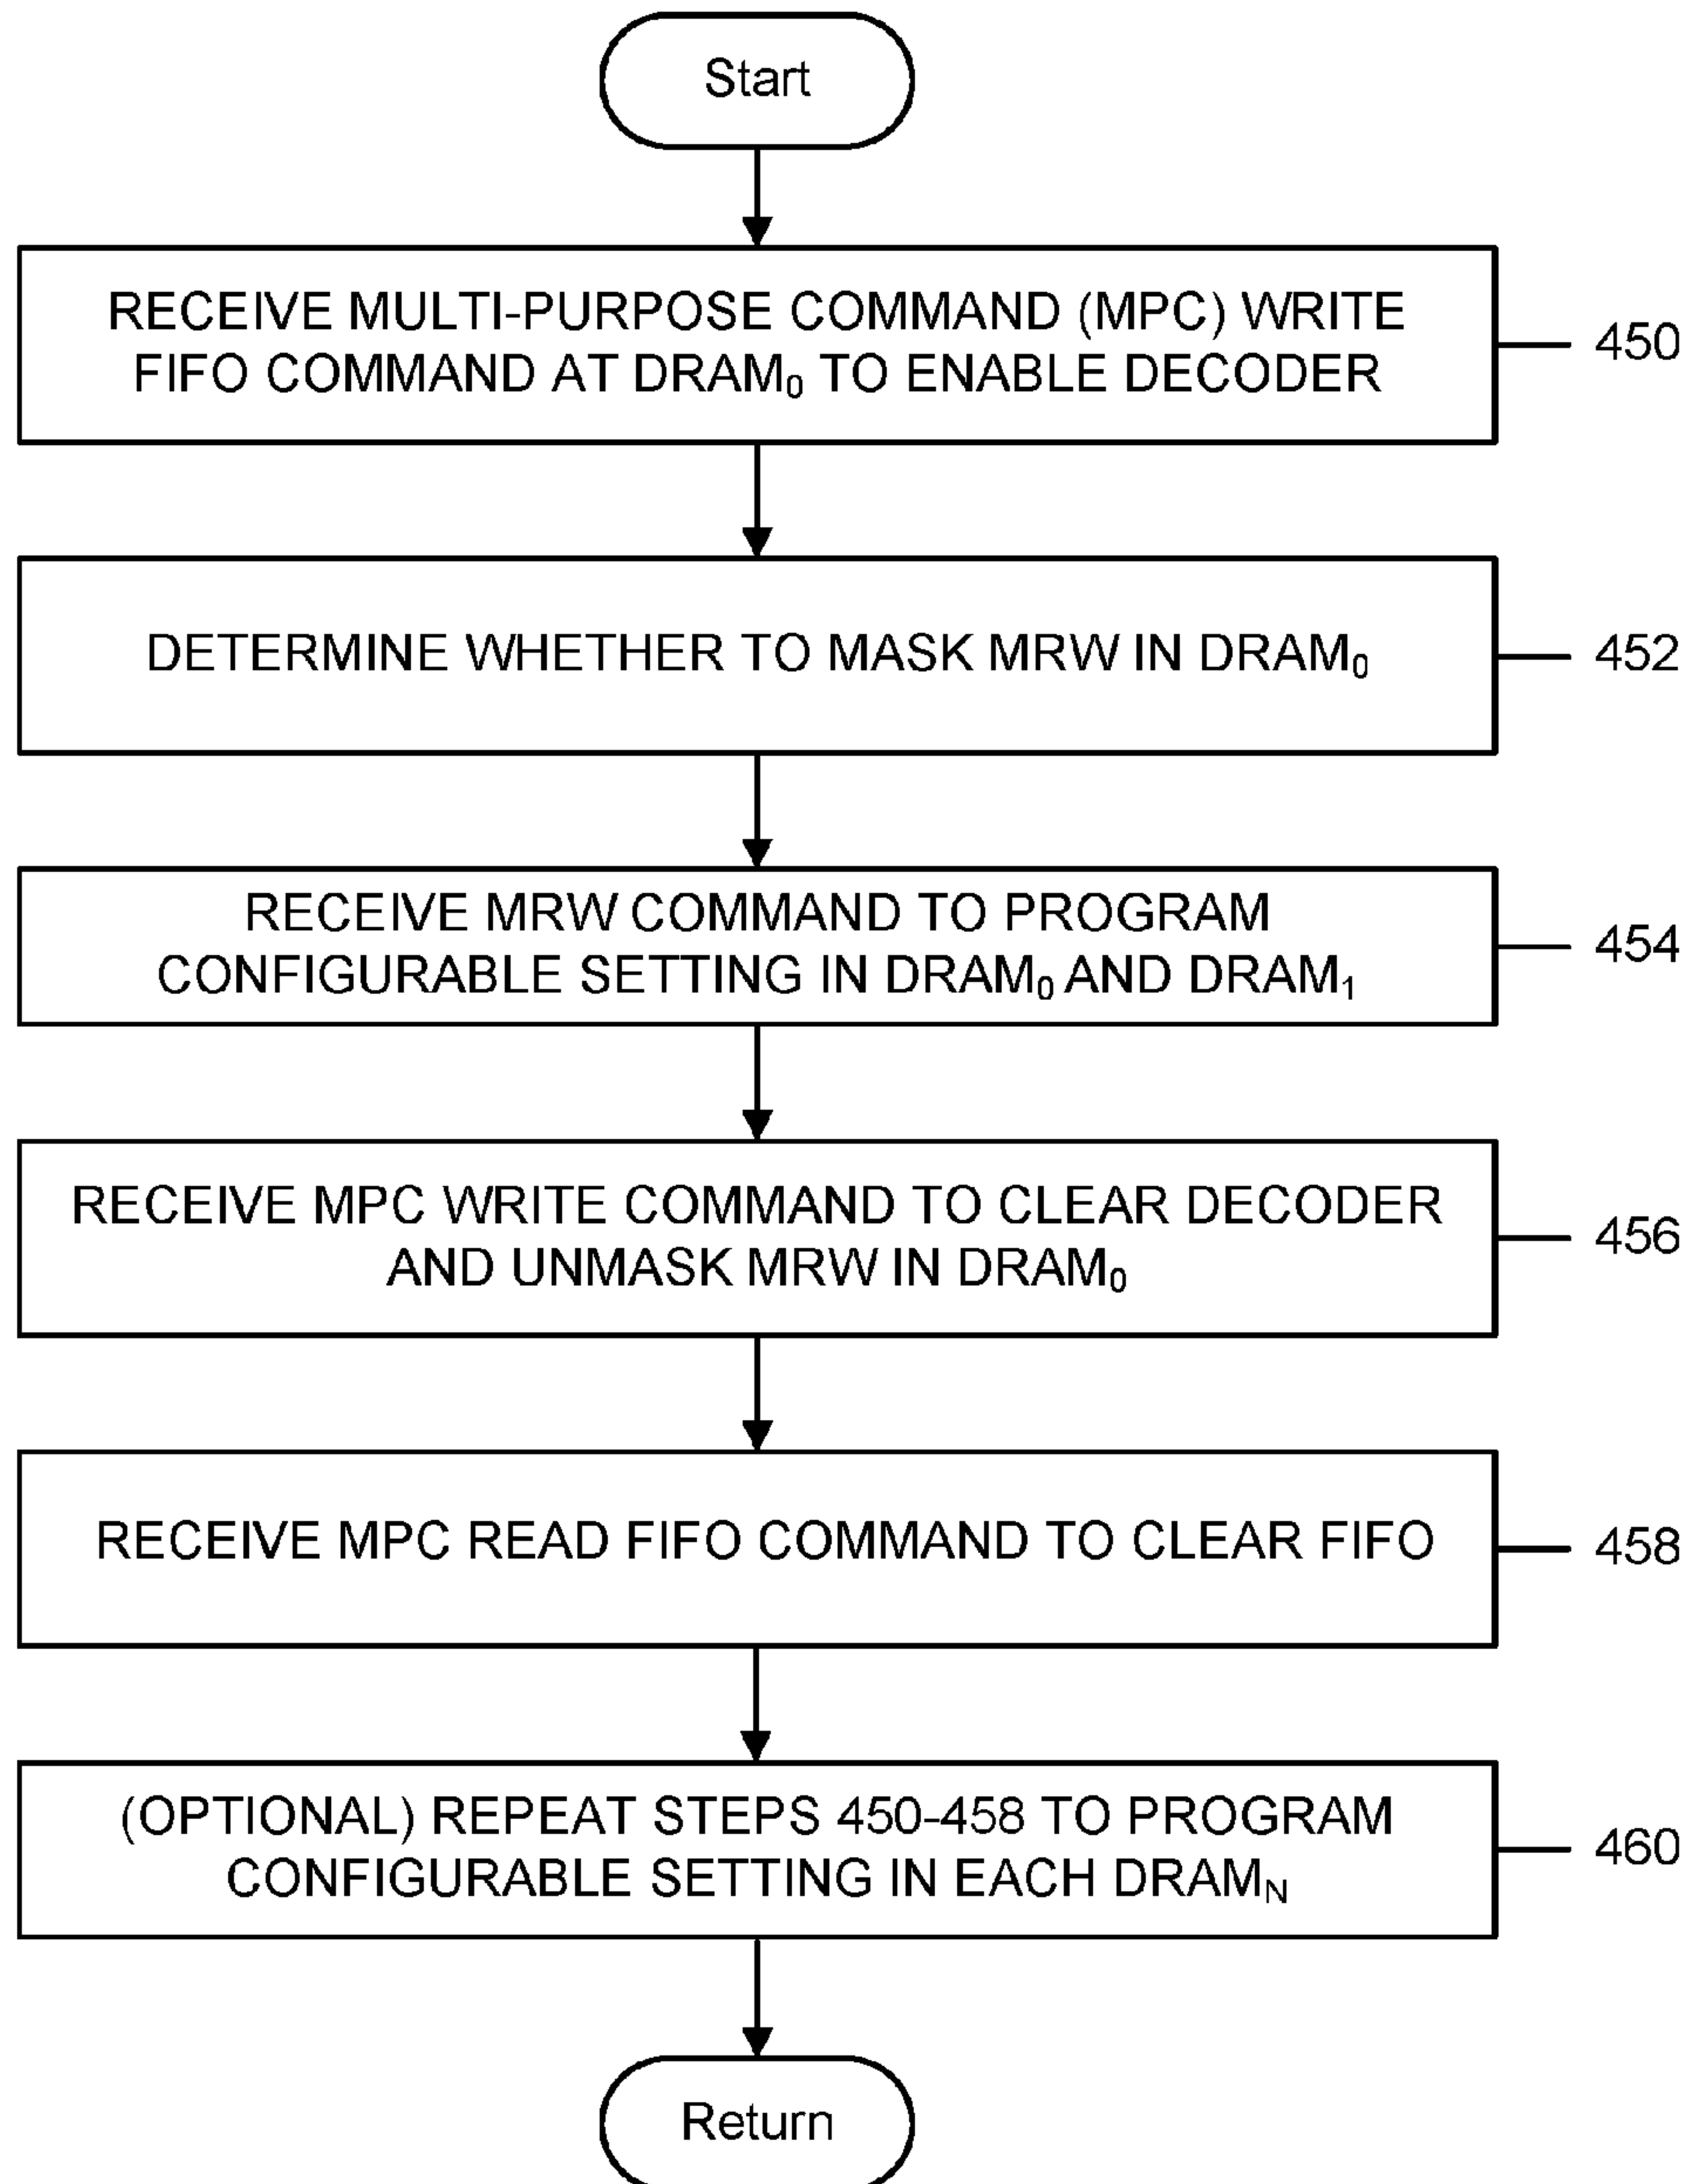 Start
RECEIVE MULTI-PURPOSE COMMAND (MPC) WRITE
FIFO COMMAND AT DRAM₀ TO ENABLE DECODER
450
DETERMINE WHETHER TO MASK MRW IN DRAM₀
452
RECEIVE MRW COMMAND TO PROGRAM
CONFIGURABLE SETTING IN DRAM₀ AND DRAM₁
454
RECEIVE MPC WRITE COMMAND TO CLEAR DECODER
AND UNMASK MRW IN DRAM₀
456
RECEIVE MPC READ FIFO COMMAND TO CLEAR FIFO
458
(OPTIONAL) REPEAT STEPS 450-458 TO PROGRAM
CONFIGURABLE SETTING IN EACH DRAMN
460
Return